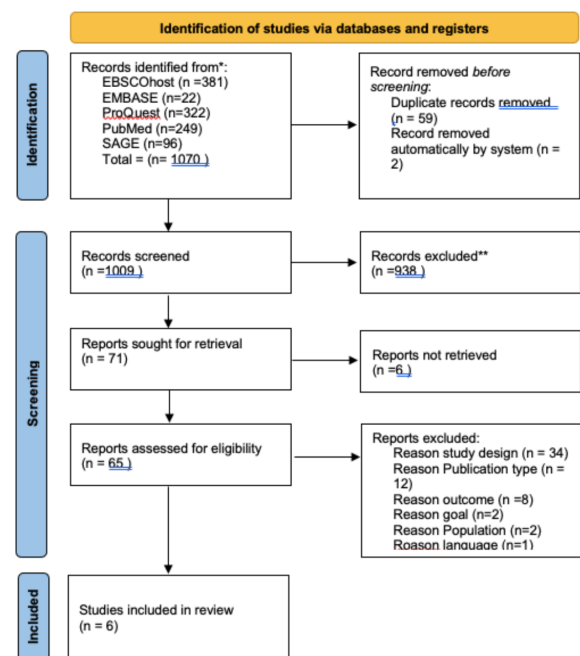 Identification of studies via databases and registers
Identification
Records identified from*:
EBSCOhost (n =381)
EMBASE (n=22)
ProQuest (n=322)
PubMed (n=249)
SAGE (n=96)
Total = (n= 1070 )
Record removed before
screening:
Duplicate records removed
(n = 59)
Record removed
automatically by system (n =
2)
Screening
Records screened
(n =1009 )
Records excluded**
(n =938 )
Reports sought for retrieval
(n = 71)
Reports not retrieved
(n =6 )
Reports assessed for eligibility
(n = 65 )
Reports excluded:
Reason study design (n = 34)
Reason Publication type (n =
12)
Reason outcome (n =8)
Reason goal (n=2)
Reason Population (n=2)
Reason language (n=1)
Included
Studies included in review
(n = 6)